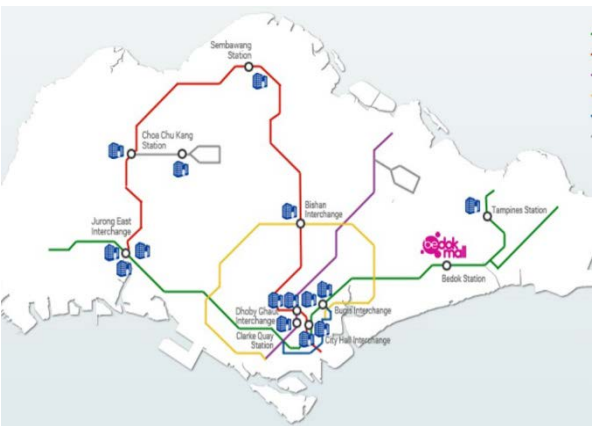 Sembawang
Station
Choa Chu Kang
Station
Bishan
Interchange
Jurong East
Interchange
Tampines Station
bedok
mall
Bedok Station
Dhoby Ghaut
Interchange
Bugis Interchange
Clarke Quay
Station
City Hall Interchange